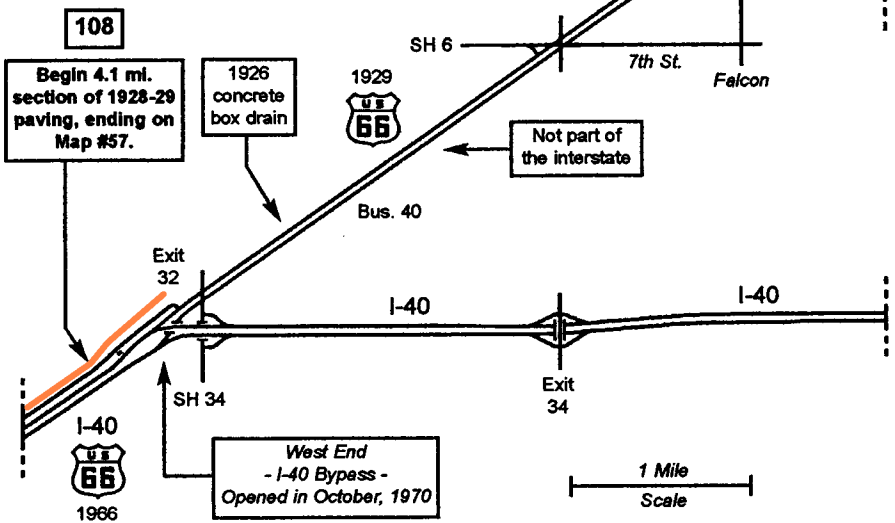 108
Begin 4.1 mi.
section of 1928-29
paving, ending on
Map #57.
1926
concrete
box drain
1929
US
66
SH 6
7th St.
Falcon
Not part of
the interstate
Bus. 40
Exit
32
I-40
I-40
SH 34
Exit
34
I-40
US
66
1966
West End
- I-40 Bypass -
Opened in October, 1970
1 Mile
Scale